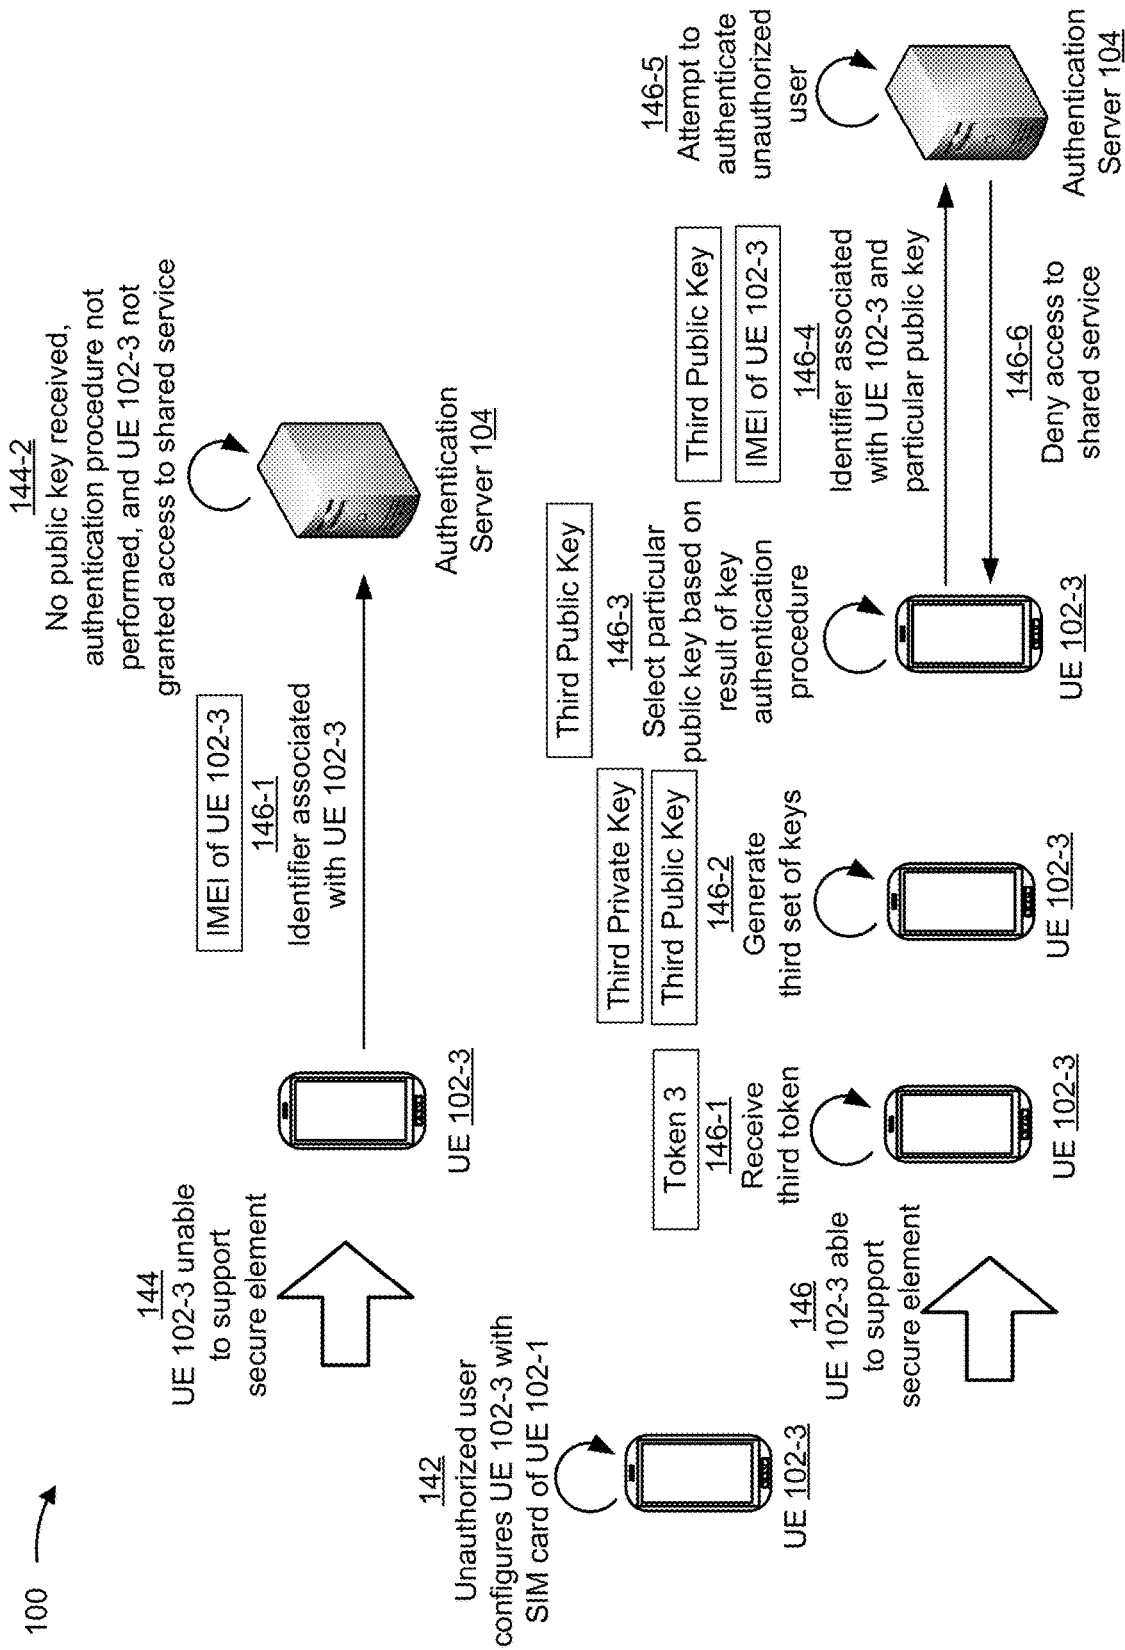 100
142
Unauthorized user
configures UE 102-3 with
SIM card of UE 102-1
UE 102-3
144
UE 102-3 unable
to support
secure element
UE 102-3
IMEI of UE 102-3
146-1
Identifier associated
with UE 102-3
144-2
No public key received,
authentication procedure not
performed, and UE 102-3 not
granted access to shared service
Authentication
Server 104
146
UE 102-3 able
to support
secure element
Token 3
146-1
Receive
third token
UE 102-3
Third Private Key
Third Public Key
146-2
Generate
third set of keys
UE 102-3
Third Public Key
146-3
Select particular
public key based on
result of key
authentication
procedure
UE 102-3
Third Public Key
IMEI of UE 102-3
146-4
Identifier associated
with UE 102-3 and
particular public key
146-6
Deny access to
shared service
146-5
Attempt to
authenticate
unauthorized
user
Authentication
Server 104